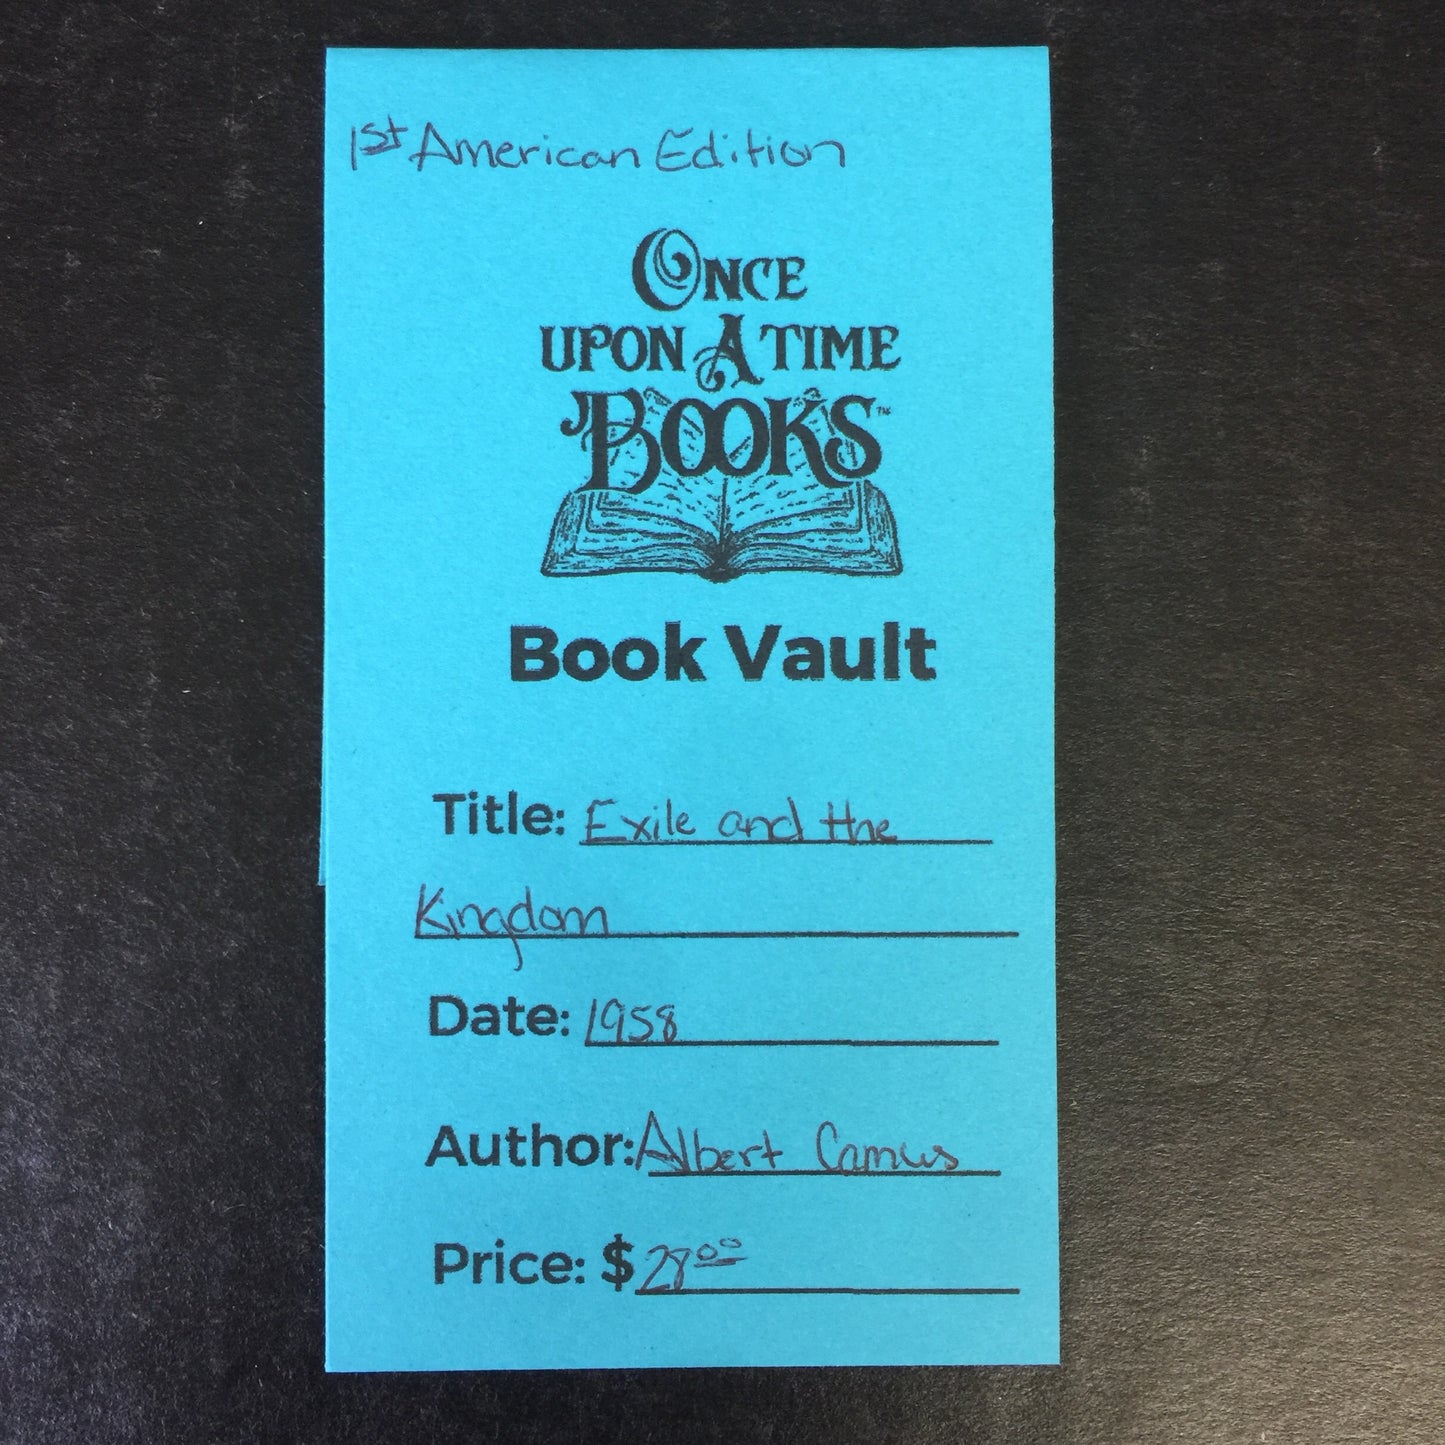 1st American Edition
ONCE
UPON A TIME
BOOKS™
Book Vault
Title: Exile and the
Kingdom
Date: 1958
Author: Albert Camus
Price: $28.00